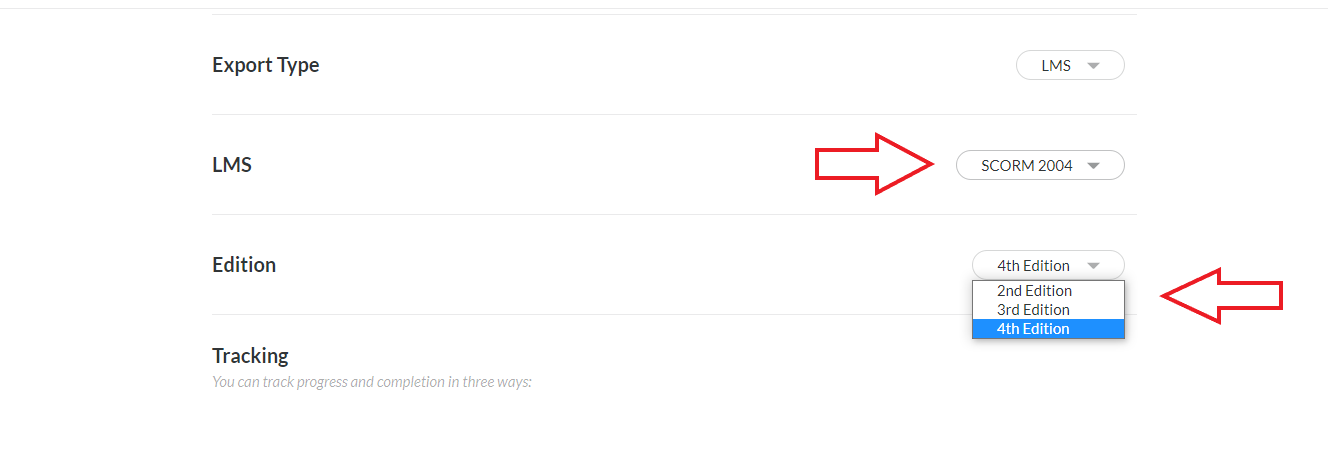 Export Type
LMS
LMS
SCORM 2004
Edition
4th Edition
2nd Edition
3rd Edition
4th Edition
Tracking
You can track progress and completion in three ways: